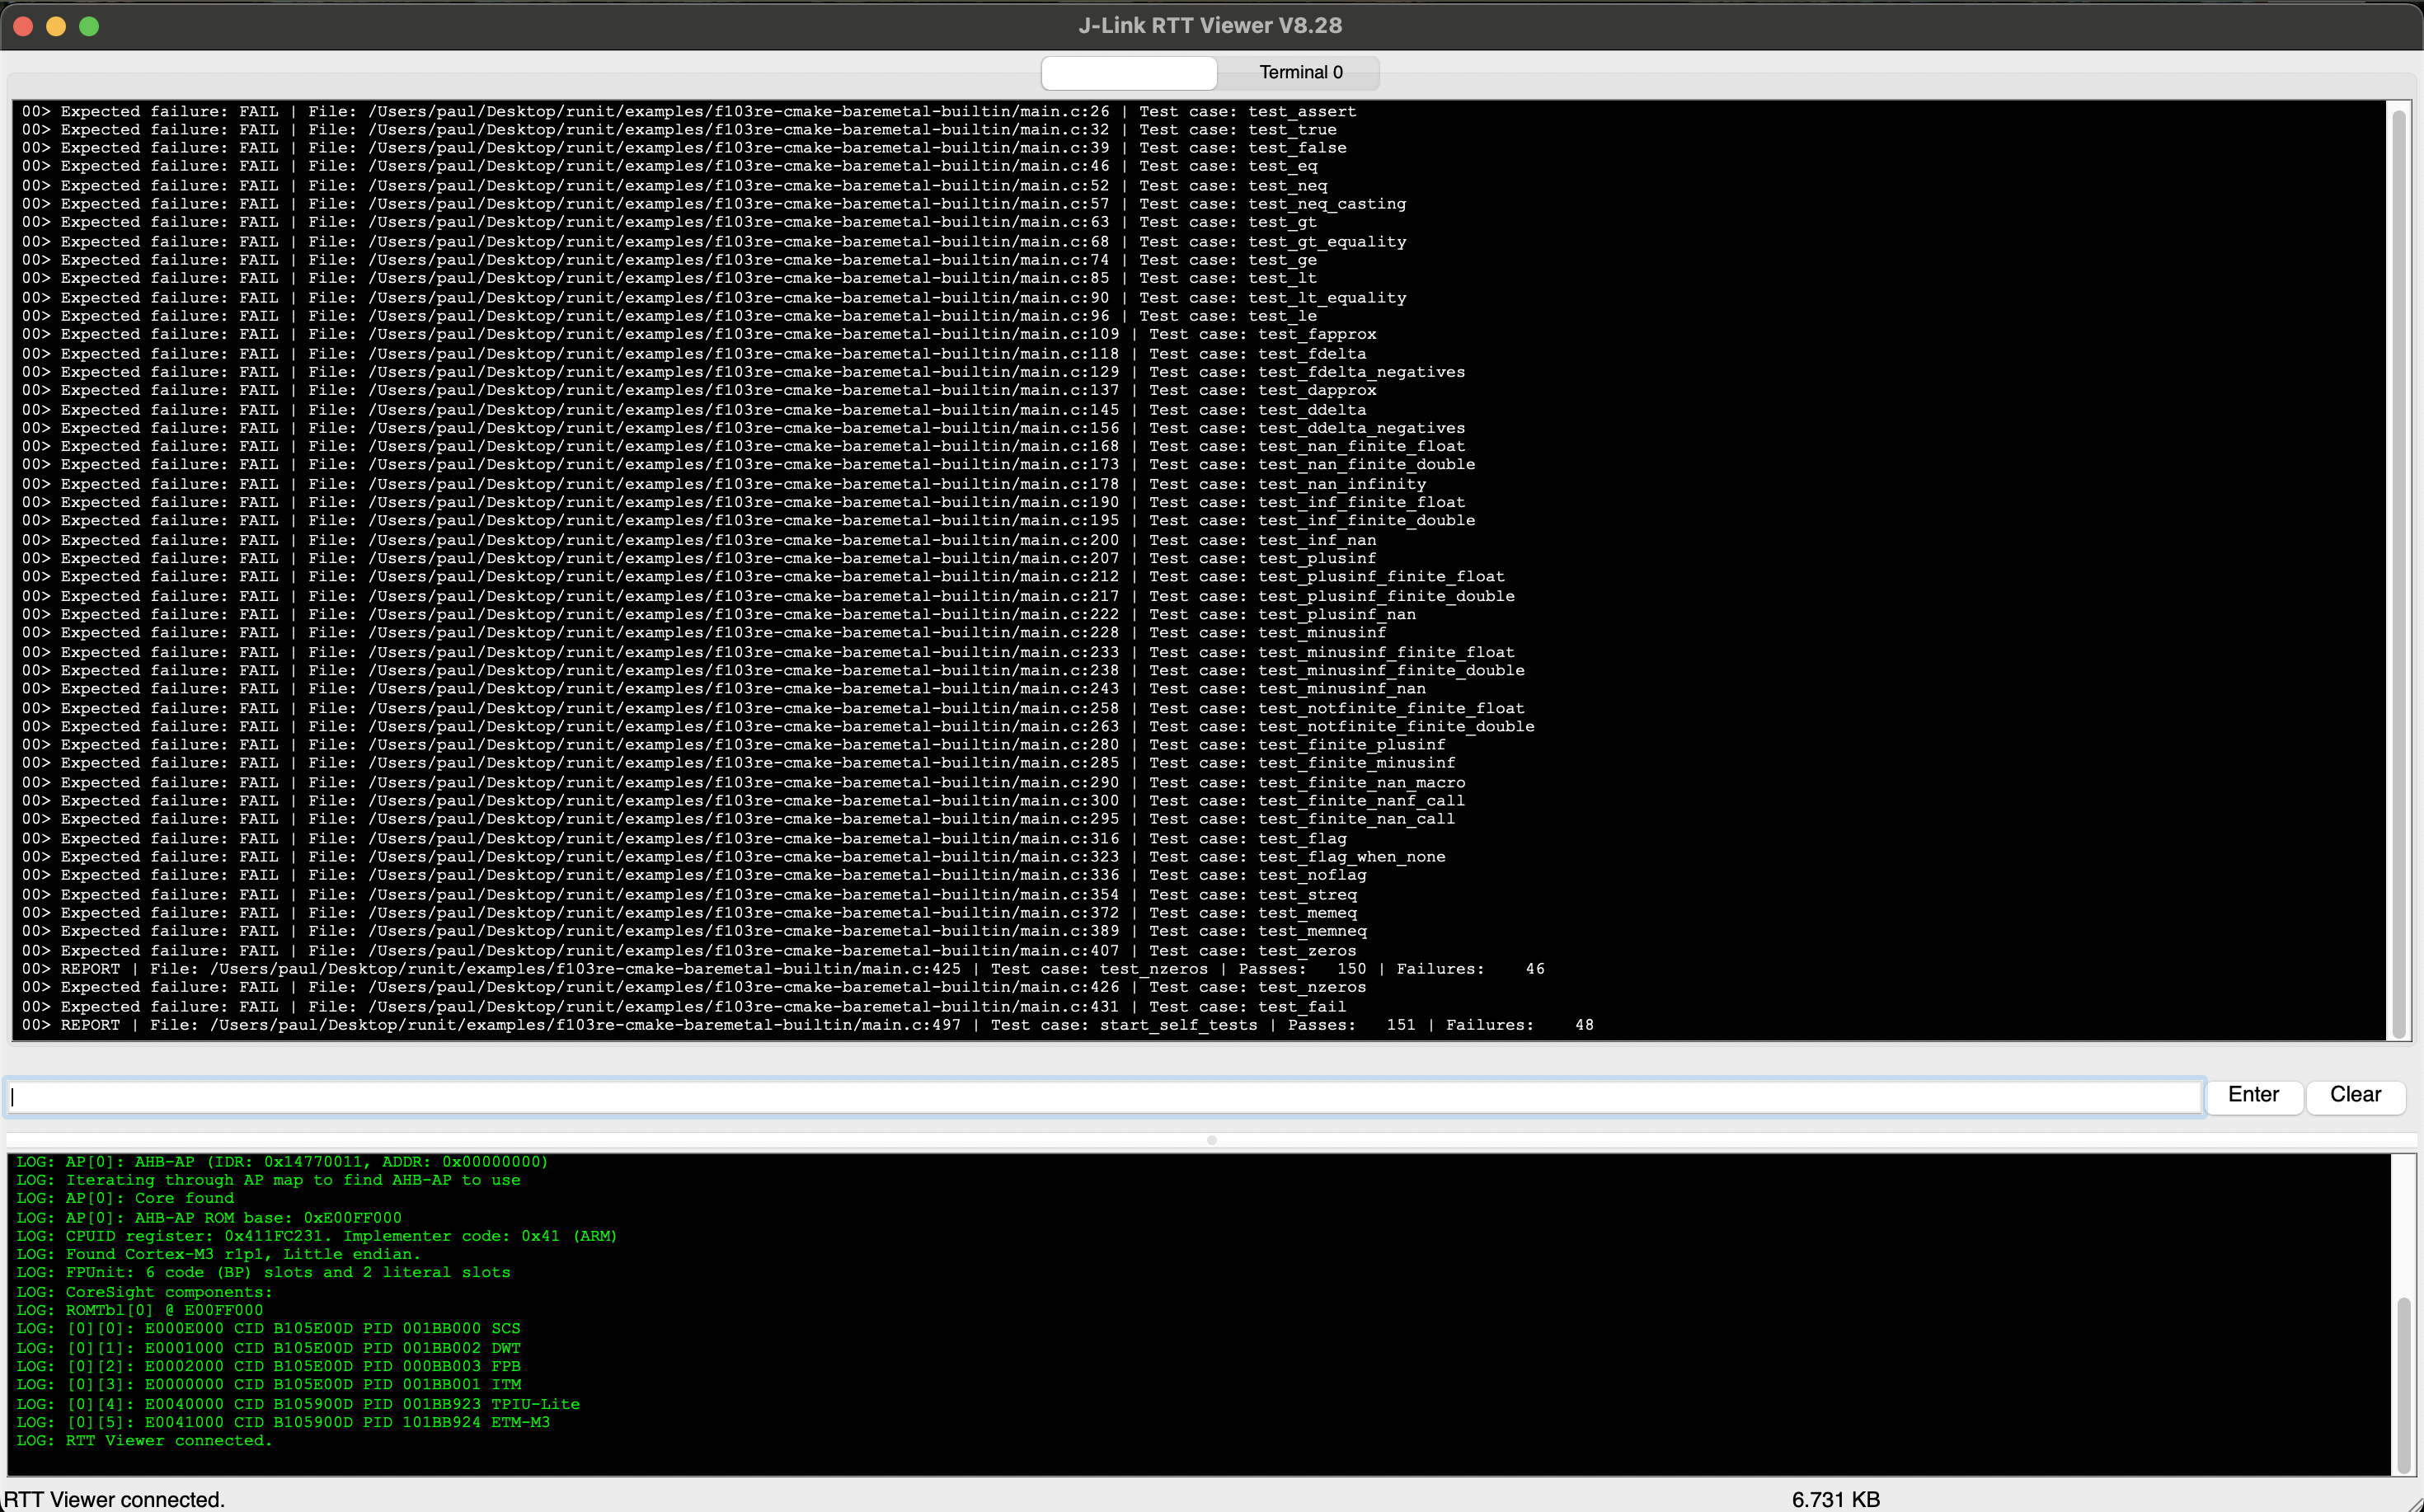 J-Link RTT Viewer V8.28
Terminal 0
00> Expected failure: FAIL | File: /Users/paul/Desktop/runit/examples/f103re-cmake-baremetal-builtin/main.c:26 | Test case: test_assert
00> Expected failure: FAIL | File: /Users/paul/Desktop/runit/examples/f103re-cmake-baremetal-builtin/main.c:32 | Test case: test_true
00> Expected failure: FAIL | File: /Users/paul/Desktop/runit/examples/f103re-cmake-baremetal-builtin/main.c:39 | Test case: test_false
00> Expected failure: FAIL | File: /Users/paul/Desktop/runit/examples/f103re-cmake-baremetal-builtin/main.c:46 | Test case: test_eq
00> Expected failure: FAIL | File: /Users/paul/Desktop/runit/examples/f103re-cmake-baremetal-builtin/main.c:52 | Test case: test_neq
00> Expected failure: FAIL | File: /Users/paul/Desktop/runit/examples/f103re-cmake-baremetal-builtin/main.c:57 | Test case: test_neq_casting
00> Expected failure: FAIL | File: /Users/paul/Desktop/runit/examples/f103re-cmake-baremetal-builtin/main.c:63 | Test case: test_gt
00> Expected failure: FAIL | File: /Users/paul/Desktop/runit/examples/f103re-cmake-baremetal-builtin/main.c:68 | Test case: test_gt_equality
00> Expected failure: FAIL | File: /Users/paul/Desktop/runit/examples/f103re-cmake-baremetal-builtin/main.c:74 | Test case: test_ge
00> Expected failure: FAIL | File: /Users/paul/Desktop/runit/examples/f103re-cmake-baremetal-builtin/main.c:85 | Test case: test_lt
00> Expected failure: FAIL | File: /Users/paul/Desktop/runit/examples/f103re-cmake-baremetal-builtin/main.c:90 | Test case: test_lt_equality
00> Expected failure: FAIL | File: /Users/paul/Desktop/runit/examples/f103re-cmake-baremetal-builtin/main.c:96 | Test case: test_le
00> Expected failure: FAIL | File: /Users/paul/Desktop/runit/examples/f103re-cmake-baremetal-builtin/main.c:109 | Test case: test_fapprox
00> Expected failure: FAIL | File: /Users/paul/Desktop/runit/examples/f103re-cmake-baremetal-builtin/main.c:118 | Test case: test_fdelta
00> Expected failure: FAIL | File: /Users/paul/Desktop/runit/examples/f103re-cmake-baremetal-builtin/main.c:129 | Test case: test_fdelta_negatives
00> Expected failure: FAIL | File: /Users/paul/Desktop/runit/examples/f103re-cmake-baremetal-builtin/main.c:137 | Test case: test_dapprox
00> Expected failure: FAIL | File: /Users/paul/Desktop/runit/examples/f103re-cmake-baremetal-builtin/main.c:145 | Test case: test_ddelta
00> Expected failure: FAIL | File: /Users/paul/Desktop/runit/examples/f103re-cmake-baremetal-builtin/main.c:156 | Test case: test_ddelta_negatives
00> Expected failure: FAIL | File: /Users/paul/Desktop/runit/examples/f103re-cmake-baremetal-builtin/main.c:168 | Test case: test_nan_finite_float
00> Expected failure: FAIL | File: /Users/paul/Desktop/runit/examples/f103re-cmake-baremetal-builtin/main.c:173 | Test case: test_nan_finite_double
00> Expected failure: FAIL | File: /Users/paul/Desktop/runit/examples/f103re-cmake-baremetal-builtin/main.c:178 | Test case: test_nan_infinity
00> Expected failure: FAIL | File: /Users/paul/Desktop/runit/examples/f103re-cmake-baremetal-builtin/main.c:190 | Test case: test_inf_finite_float
00> Expected failure: FAIL | File: /Users/paul/Desktop/runit/examples/f103re-cmake-baremetal-builtin/main.c:195 | Test case: test_inf_finite_double
00> Expected failure: FAIL | File: /Users/paul/Desktop/runit/examples/f103re-cmake-baremetal-builtin/main.c:200 | Test case: test_inf_nan
00> Expected failure: FAIL | File: /Users/paul/Desktop/runit/examples/f103re-cmake-baremetal-builtin/main.c:207 | Test case: test_plusinf
00> Expected failure: FAIL | File: /Users/paul/Desktop/runit/examples/f103re-cmake-baremetal-builtin/main.c:212 | Test case: test_plusinf_finite_float
00> Expected failure: FAIL | File: /Users/paul/Desktop/runit/examples/f103re-cmake-baremetal-builtin/main.c:217 | Test case: test_plusinf_finite_double
00> Expected failure: FAIL | File: /Users/paul/Desktop/runit/examples/f103re-cmake-baremetal-builtin/main.c:222 | Test case: test_plusinf_nan
00> Expected failure: FAIL | File: /Users/paul/Desktop/runit/examples/f103re-cmake-baremetal-builtin/main.c:228 | Test case: test_minusinf
00> Expected failure: FAIL | File: /Users/paul/Desktop/runit/examples/f103re-cmake-baremetal-builtin/main.c:233 | Test case: test_minusinf_finite_float
00> Expected failure: FAIL | File: /Users/paul/Desktop/runit/examples/f103re-cmake-baremetal-builtin/main.c:238 | Test case: test_minusinf_finite_double
00> Expected failure: FAIL | File: /Users/paul/Desktop/runit/examples/f103re-cmake-baremetal-builtin/main.c:243 | Test case: test_minusinf_nan
00> Expected failure: FAIL | File: /Users/paul/Desktop/runit/examples/f103re-cmake-baremetal-builtin/main.c:258 | Test case: test_notfinite_finite_float
00> Expected failure: FAIL | File: /Users/paul/Desktop/runit/examples/f103re-cmake-baremetal-builtin/main.c:263 | Test case: test_notfinite_finite_double
00> Expected failure: FAIL | File: /Users/paul/Desktop/runit/examples/f103re-cmake-baremetal-builtin/main.c:280 | Test case: test_finite_plusinf
00> Expected failure: FAIL | File: /Users/paul/Desktop/runit/examples/f103re-cmake-baremetal-builtin/main.c:285 | Test case: test_finite_minusinf
00> Expected failure: FAIL | File: /Users/paul/Desktop/runit/examples/f103re-cmake-baremetal-builtin/main.c:290 | Test case: test_finite_nan_macro
00> Expected failure: FAIL | File: /Users/paul/Desktop/runit/examples/f103re-cmake-baremetal-builtin/main.c:300 | Test case: test_finite_nanf_call
00> Expected failure: FAIL | File: /Users/paul/Desktop/runit/examples/f103re-cmake-baremetal-builtin/main.c:295 | Test case: test_finite_nan_call
00> Expected failure: FAIL | File: /Users/paul/Desktop/runit/examples/f103re-cmake-baremetal-builtin/main.c:316 | Test case: test_flag
00> Expected failure: FAIL | File: /Users/paul/Desktop/runit/examples/f103re-cmake-baremetal-builtin/main.c:323 | Test case: test_flag_when_none
00> Expected failure: FAIL | File: /Users/paul/Desktop/runit/examples/f103re-cmake-baremetal-builtin/main.c:336 | Test case: test_noflag
00> Expected failure: FAIL | File: /Users/paul/Desktop/runit/examples/f103re-cmake-baremetal-builtin/main.c:354 | Test case: test_streq
00> Expected failure: FAIL | File: /Users/paul/Desktop/runit/examples/f103re-cmake-baremetal-builtin/main.c:372 | Test case: test_memeq
00> Expected failure: FAIL | File: /Users/paul/Desktop/runit/examples/f103re-cmake-baremetal-builtin/main.c:389 | Test case: test_memneq
00> Expected failure: FAIL | File: /Users/paul/Desktop/runit/examples/f103re-cmake-baremetal-builtin/main.c:407 | Test case: test_zeros
00> REPORT | File: /Users/paul/Desktop/runit/examples/f103re-cmake-baremetal-builtin/main.c:425 | Test case: test_nzeros | Passes:   150 | Failures:    46
00> Expected failure: FAIL | File: /Users/paul/Desktop/runit/examples/f103re-cmake-baremetal-builtin/main.c:426 | Test case: test_nzeros
00> Expected failure: FAIL | File: /Users/paul/Desktop/runit/examples/f103re-cmake-baremetal-builtin/main.c:431 | Test case: test_fail
00> REPORT | File: /Users/paul/Desktop/runit/examples/f103re-cmake-baremetal-builtin/main.c:497 | Test case: start_self_tests | Passes:   151 | Failures:    48
Enter
Clear
LOG: AP[0]: AHB-AP (IDR: 0x14770011, ADDR: 0x00000000)
LOG: Iterating through AP map to find AHB-AP to use
LOG: AP[0]: Core found
LOG: AP[0]: AHB-AP ROM base: 0xE00FF000
LOG: CPUID register: 0x411FC231. Implementer code: 0x41 (ARM)
LOG: Found Cortex-M3 r1p1, Little endian.
LOG: FPUnit: 6 code (BP) slots and 2 literal slots
LOG: CoreSight components:
LOG: ROMTbl[0] @ E00FF000
LOG: [0][0]: E000E000 CID B105E00D PID 001BB000 SCS
LOG: [0][1]: E0001000 CID B105E00D PID 001BB002 DWT
LOG: [0][2]: E0002000 CID B105E00D PID 000BB003 FPB
LOG: [0][3]: E0000000 CID B105E00D PID 001BB001 ITM
LOG: [0][4]: E0040000 CID B105900D PID 001BB923 TPIU-Lite
LOG: [0][5]: E0041000 CID B105900D PID 101BB924 ETM-M3
LOG: RTT Viewer connected.
RTT Viewer connected.
6.731 KB